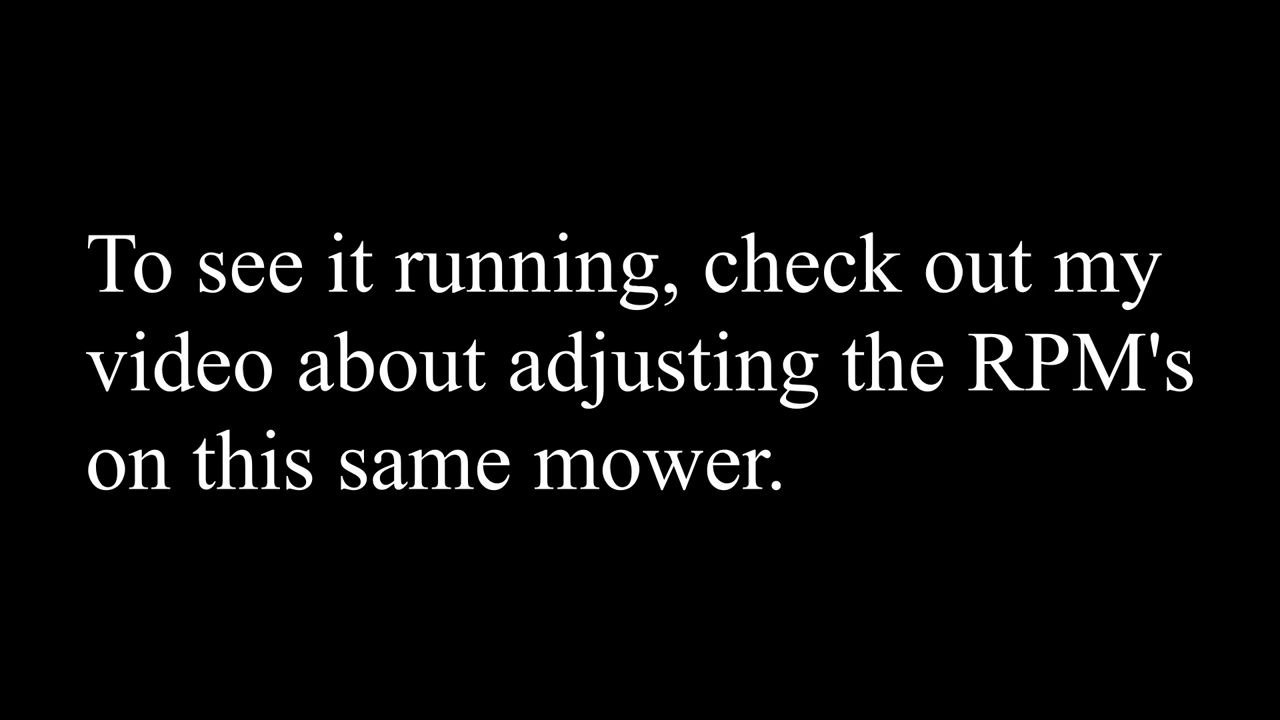 To see it running, check out my
video about adjusting the RPM's
on this same mower.